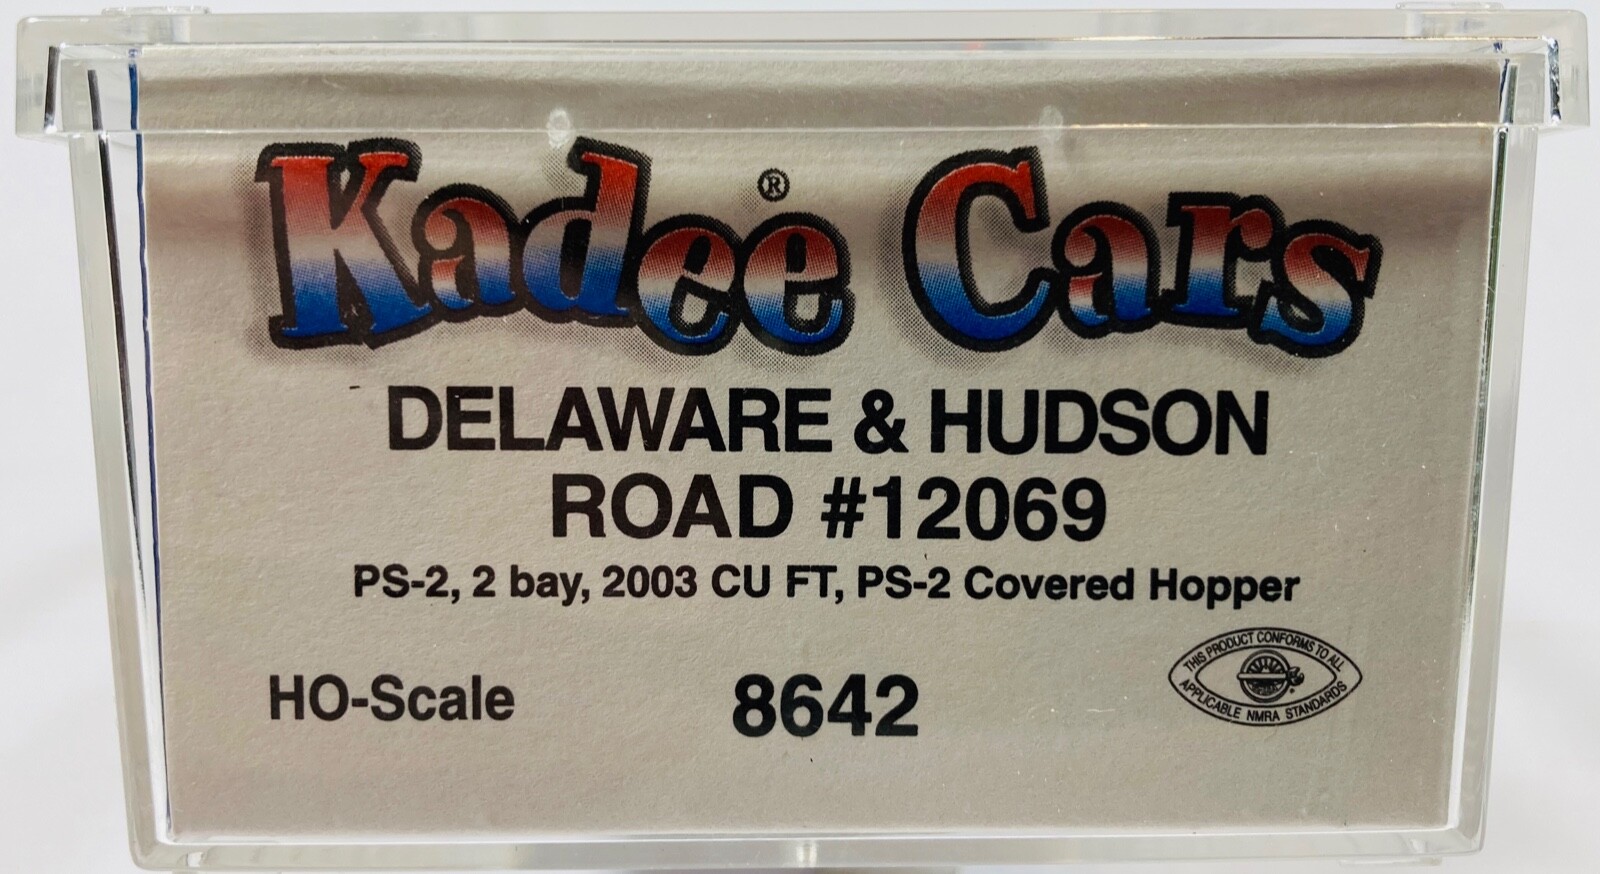 Kadee® Cars
DELAWARE & HUDSON
ROAD #12069
PS-2, 2 bay, 2003 CU FT, PS-2 Covered Hopper
HO-Scale
8642
THIS PRODUCT CONFORMS TO ALL
APPLICABLE NMRA STANDARDS